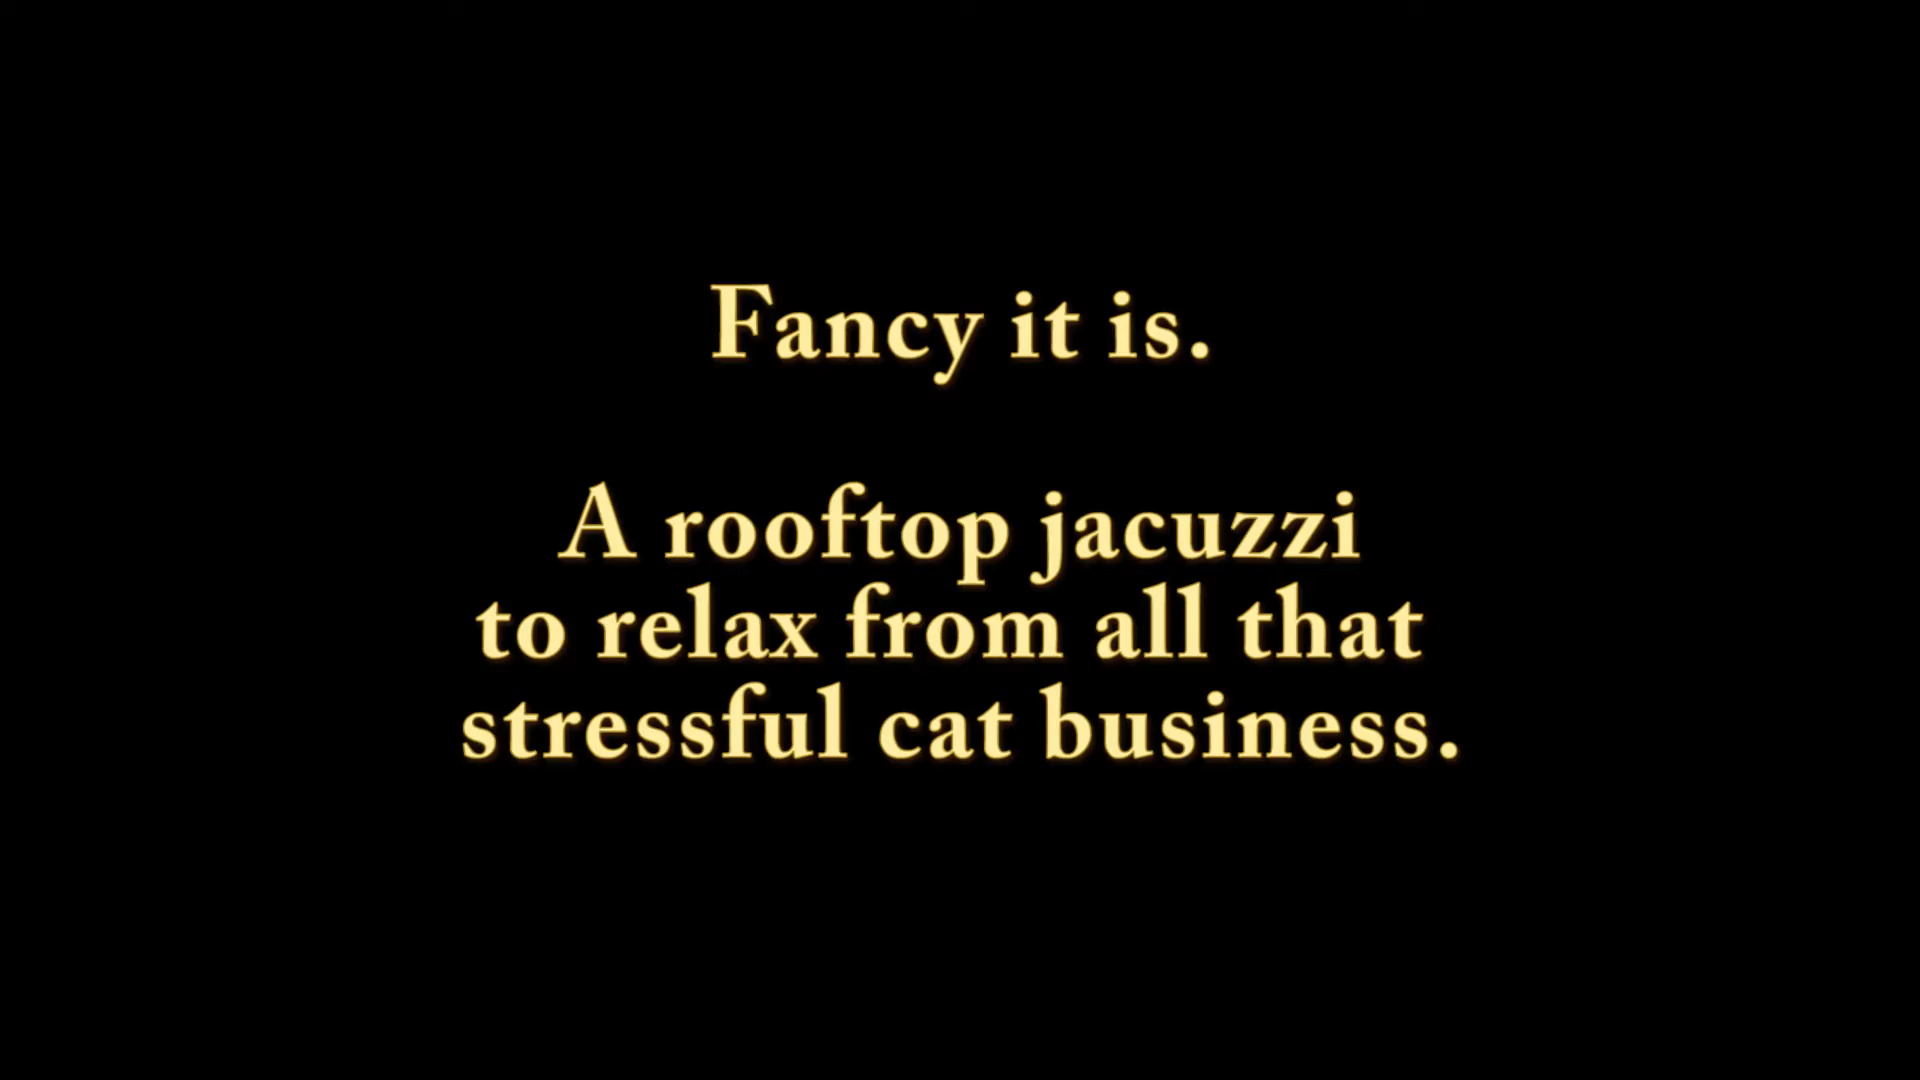 Fancy it is.
A rooftop jacuzzi
to relax from all that
stressful cat business.